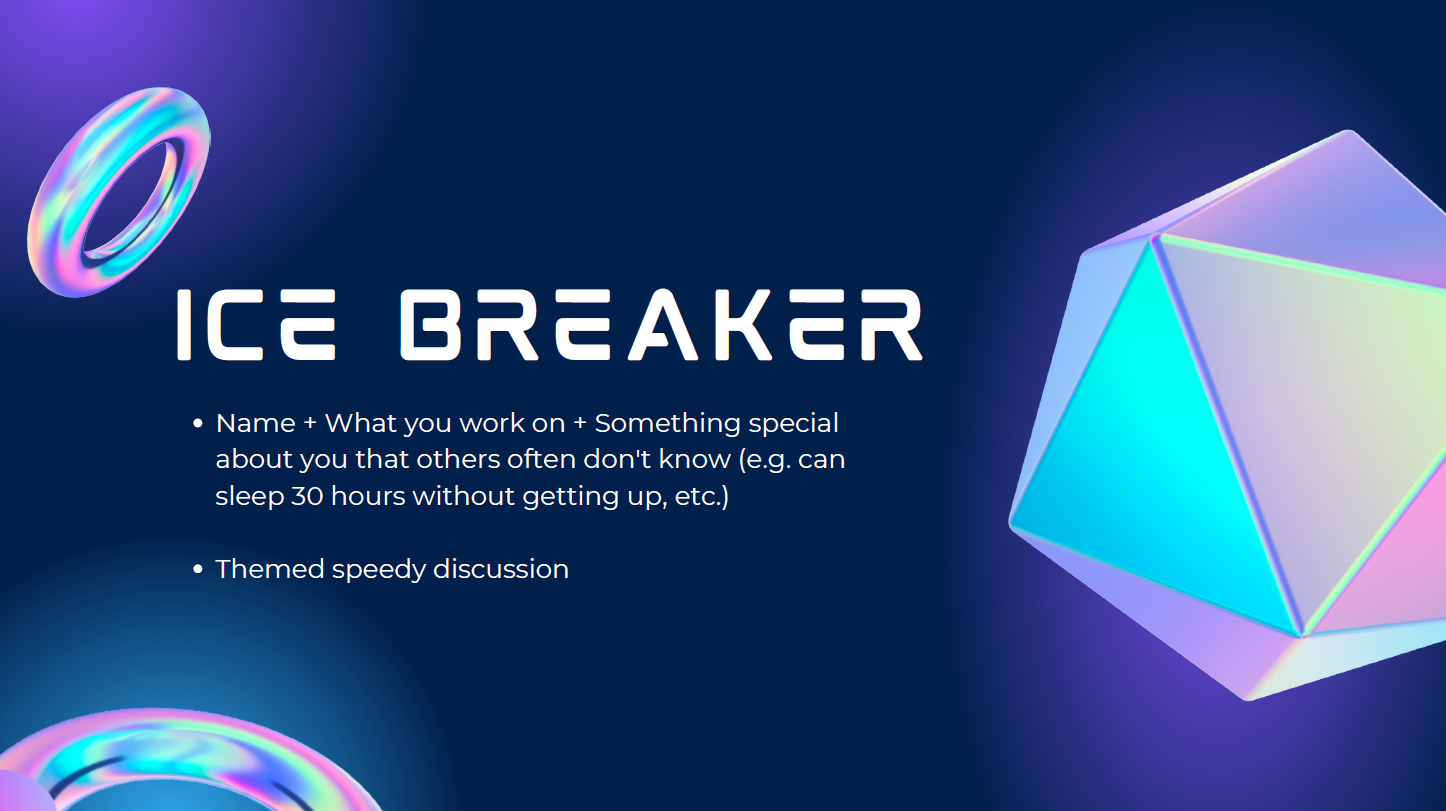 ICE BREAKER
• Name + What you work on + Something special
about you that others often don't know (e.g. can
sleep 30 hours without getting up, etc.)
• Themed speedy discussion